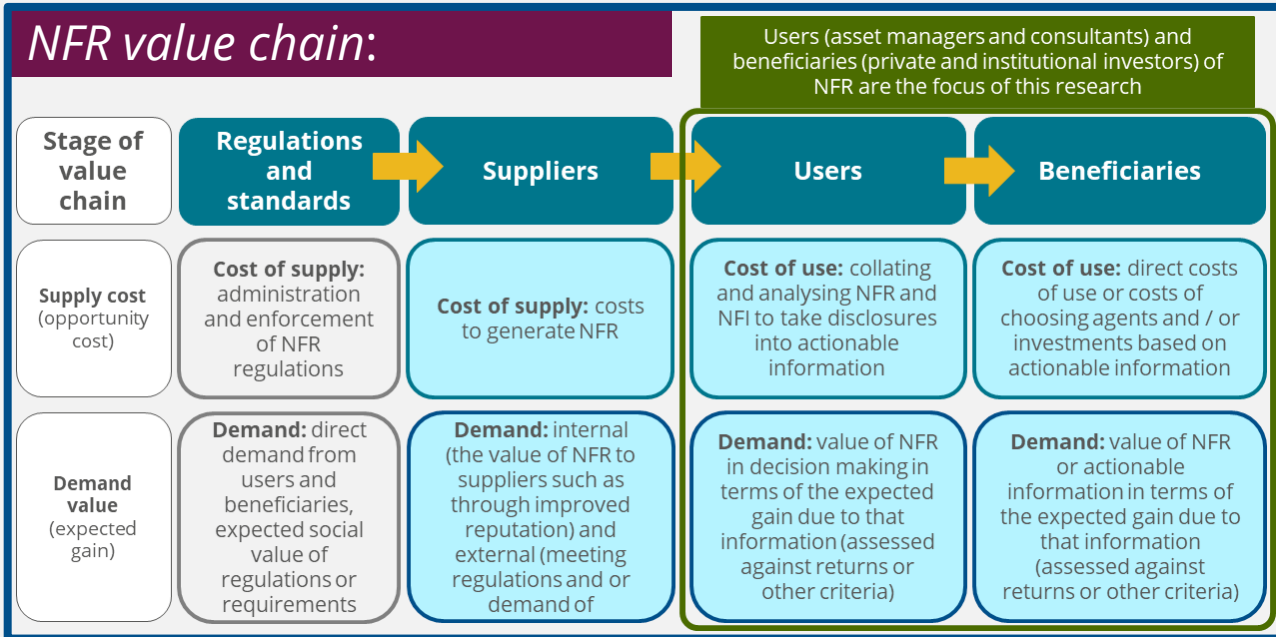 NFR value chain:
Users (asset managers and consultants) and
beneficiaries (private and institutional investors) of
NFR are the focus of this research
Stage of
value
chain
Regulations
and
standards
Suppliers
Users
Beneficiaries
Supply cost
(opportunity
cost)
Cost of supply:
administration
and enforcement
of NFR
regulations
Cost of supply: costs
to generate NFR
Cost of use: collating
and analysing NFR and
NFI to take disclosures
into actionable
information
Cost of use: direct costs
of use or costs of
choosing agents and / or
investments based on
actionable information
Demand
value
(expected
gain)
Demand: direct
demand from
users and
beneficiaries,
expected social
value of
regulations or
requirements
Demand: internal
(the value of NFR to
suppliers such as
through improved
reputation) and
external (meeting
regulations and or
demand of
Demand: value of NFR
in decision making in
terms of the expected
gain due to that
information (assessed
against returns or
other criteria)
Demand: value of NFR
or actionable
information in terms of
the expected gain due to
that information
(assessed against
returns or other criteria)